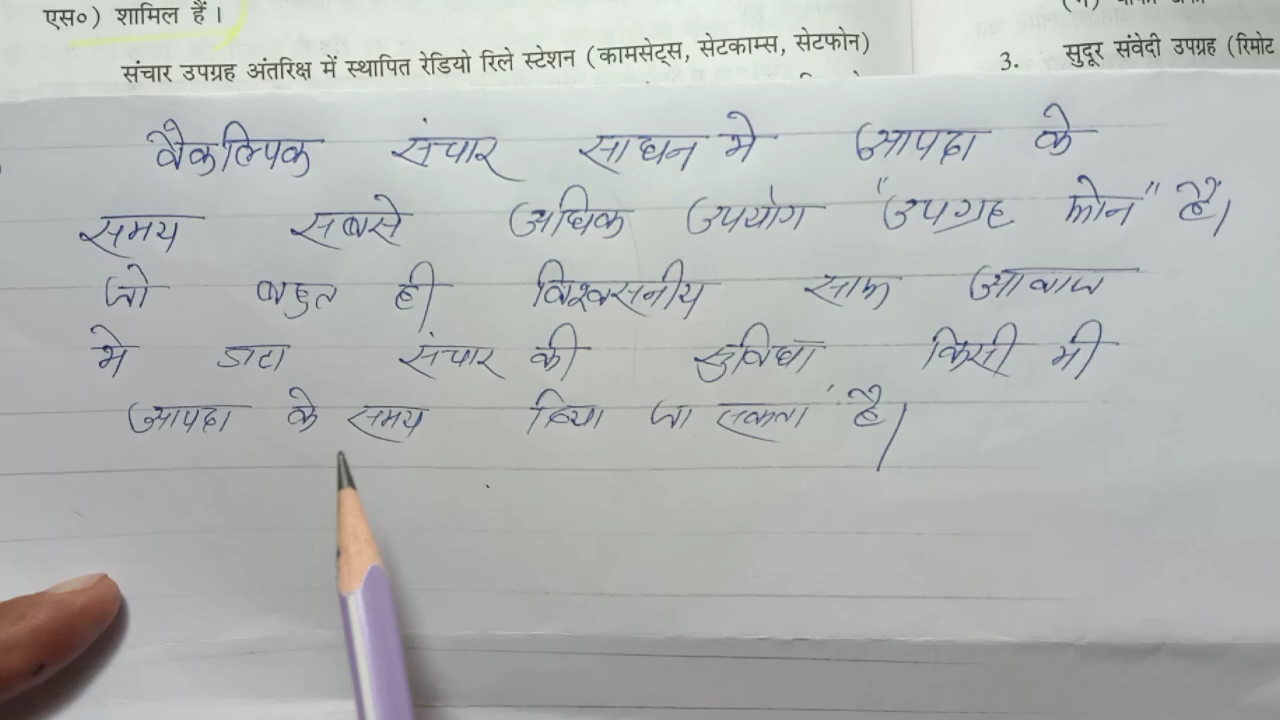 एस०) शामिल हैं।
संचार उपग्रह अंतरिक्ष में स्थापित रेडियो रिले स्टेशन (कामसेट्स, सेटकाम्स, सेटफोन)
3. सुदूर संवेदी उपग्रह (रिमोट
वैकल्पिक संचार साधन मे आपदा के
समय सबसे अधिक उपयोग "उपग्रह फोन" है।
जो बहुत ही विश्वसनीय साफ आवाज
मे डाटा संचार की सुविधा किसी भी
आपदा के समय दिया जा सकता है।